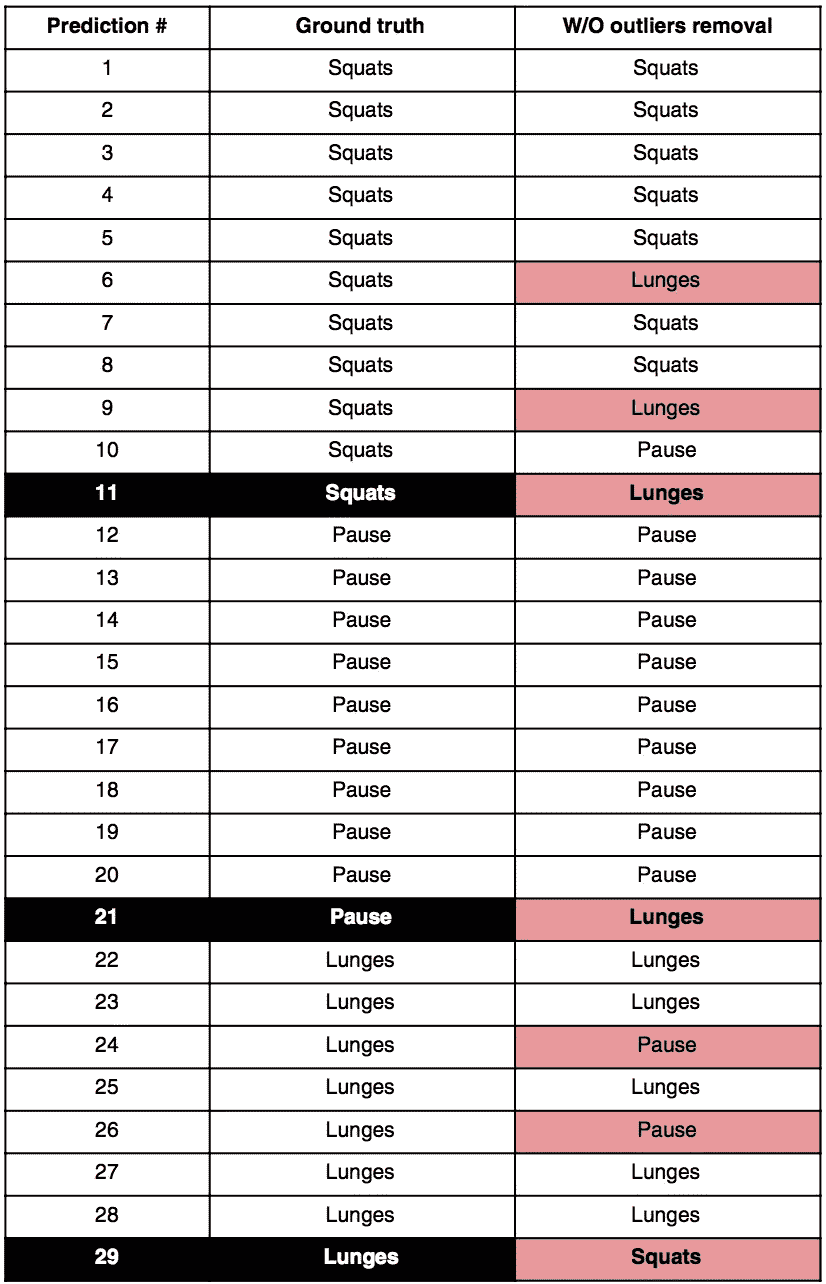 Prediction # Ground truth W/O outliers removal
1 Squats Squats
2 Squats Squats
3 Squats Squats
4 Squats Squats
5 Squats Squats
6 Squats Lunges
7 Squats Squats
8 Squats Squats
9 Squats Lunges
10 Squats Pause
11 Squats Lunges
12 Pause Pause
13 Pause Pause
14 Pause Pause
15 Pause Pause
16 Pause Pause
17 Pause Pause
18 Pause Pause
19 Pause Pause
20 Pause Pause
21 Pause Lunges
22 Lunges Lunges
23 Lunges Lunges
24 Lunges Pause
25 Lunges Lunges
26 Lunges Pause
27 Lunges Lunges
28 Lunges Lunges
29 Lunges Squats